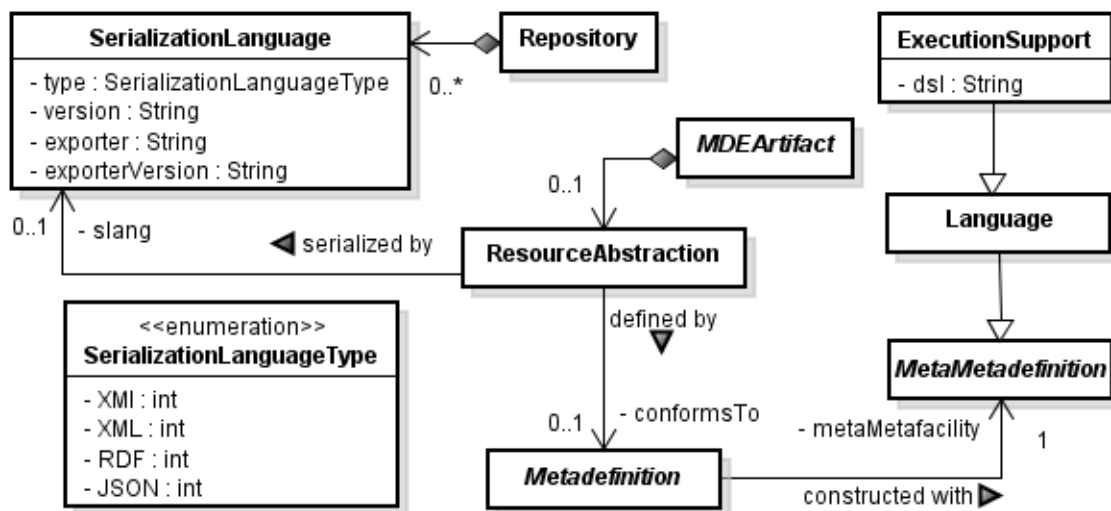 SerializationLanguage
- type : SerializationLanguageType
- version : String
- exporter : String
- exporterVersion : String
0..*
Repository
ExecutionSupport
- dsl : String
MDEArtifact
0..1
Language
0..1
- slang
serialized by
ResourceAbstraction
<<enumeration>>
SerializationLanguageType
- XMI : int
- XML : int
- RDF : int
- JSON : int
defined by
MetaMetadefinition
0..1
- conformsTo
- metaMetafacility
1
Metadefinition
constructed with